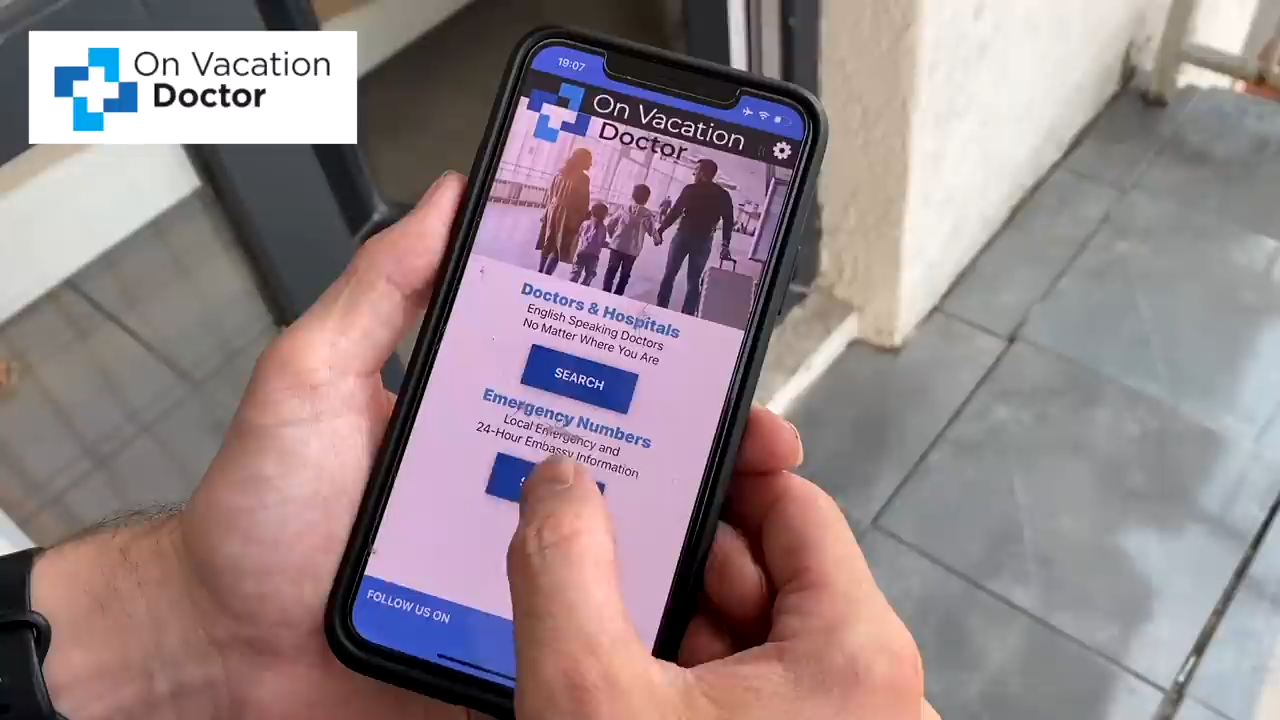 On Vacation
Doctor
19:07
On Vacation
Doctor
Doctors & Hospitals
English Speaking Doctors
No Matter Where You Are
SEARCH
Emergency Numbers
Local Emergency and
24-Hour Embassy Information
FOLLOW US ON